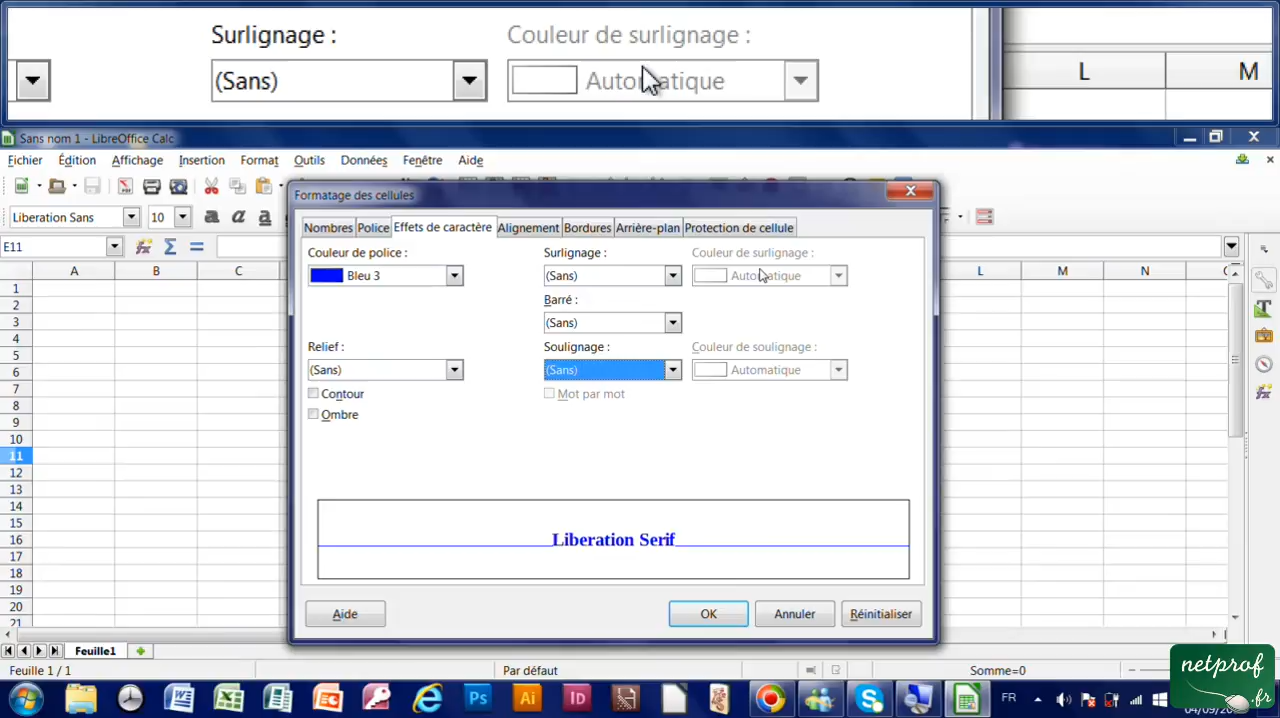 Surlignage :
Couleur de surlignage :
(Sans)
Automatique
L
M
Sans nom 1 - LibreOffice Calc
Fichier
Édition
Affichage
Insertion
Format
Outils
Données
Fenêtre
Aide
Formatage des cellules
Liberation Sans
10
a
a
a
Nombres
Police
Effets de caractère
Alignement
Bordures
Arrière-plan
Protection de cellule
E11
Couleur de police :
Surlignage :
Couleur de surlignage :
Bleu 3
(Sans)
Automatique
Barré :
(Sans)
Relief :
Soulignage :
Couleur de soulignage :
(Sans)
(Sans)
Automatique
Contour
Mot par mot
Ombre
Liberation Serif
Aide
OK
Annuler
Réinitialiser
A
B
C
L
M
N
1
2
3
4
5
6
7
8
9
10
11
12
13
14
15
16
17
18
19
20
21
Feuille1
Feuille 1 / 1
Par défaut
Somme=0
Ps
Ai
ID
FR
netprof
.fr